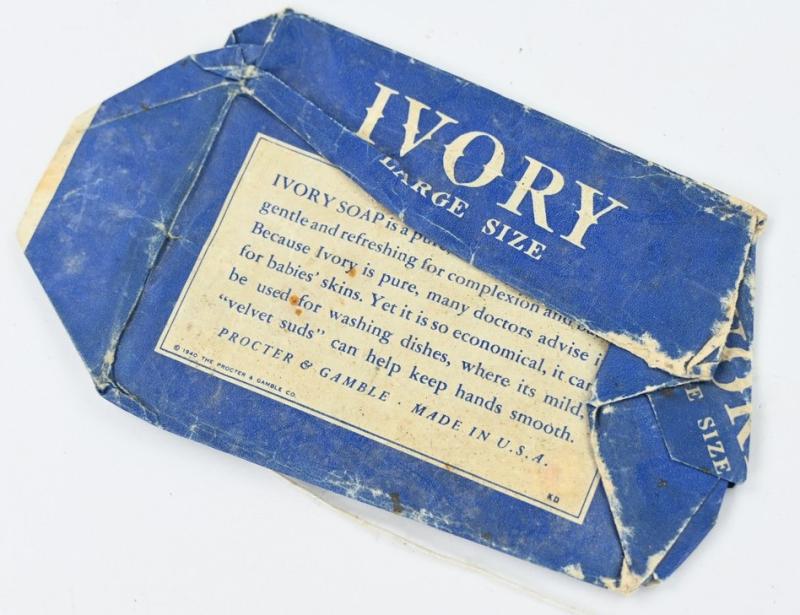 IVORY
LARGE SIZE
IVORY SOAP is a pure
gentle and refreshing for complexion and
Because Ivory is pure, many doctors advise
for babies' skins. Yet it is so economical, it can
be used for washing dishes, where its mild,
"velvet suds" can help keep hands smooth.
PROCTER & GAMBLE · MADE IN U.S.A.
© 1940 THE PROCTER & GAMBLE CO.
KD
SIZE